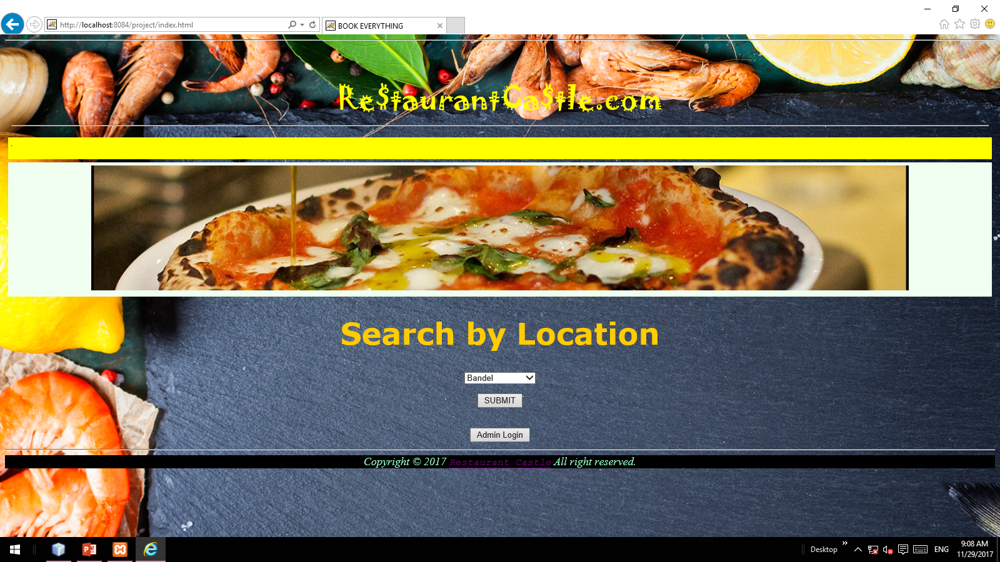 http://localhost:8084/project/index.html
BOOK EVERYTHING
Re$taurantCa$tle.com
.
Search by Location
Bandel
SUBMIT
Admin Login
Copyright © 2017 Restaurant Castle All right reserved.
Desktop
ENG
9:08 AM
11/29/2017